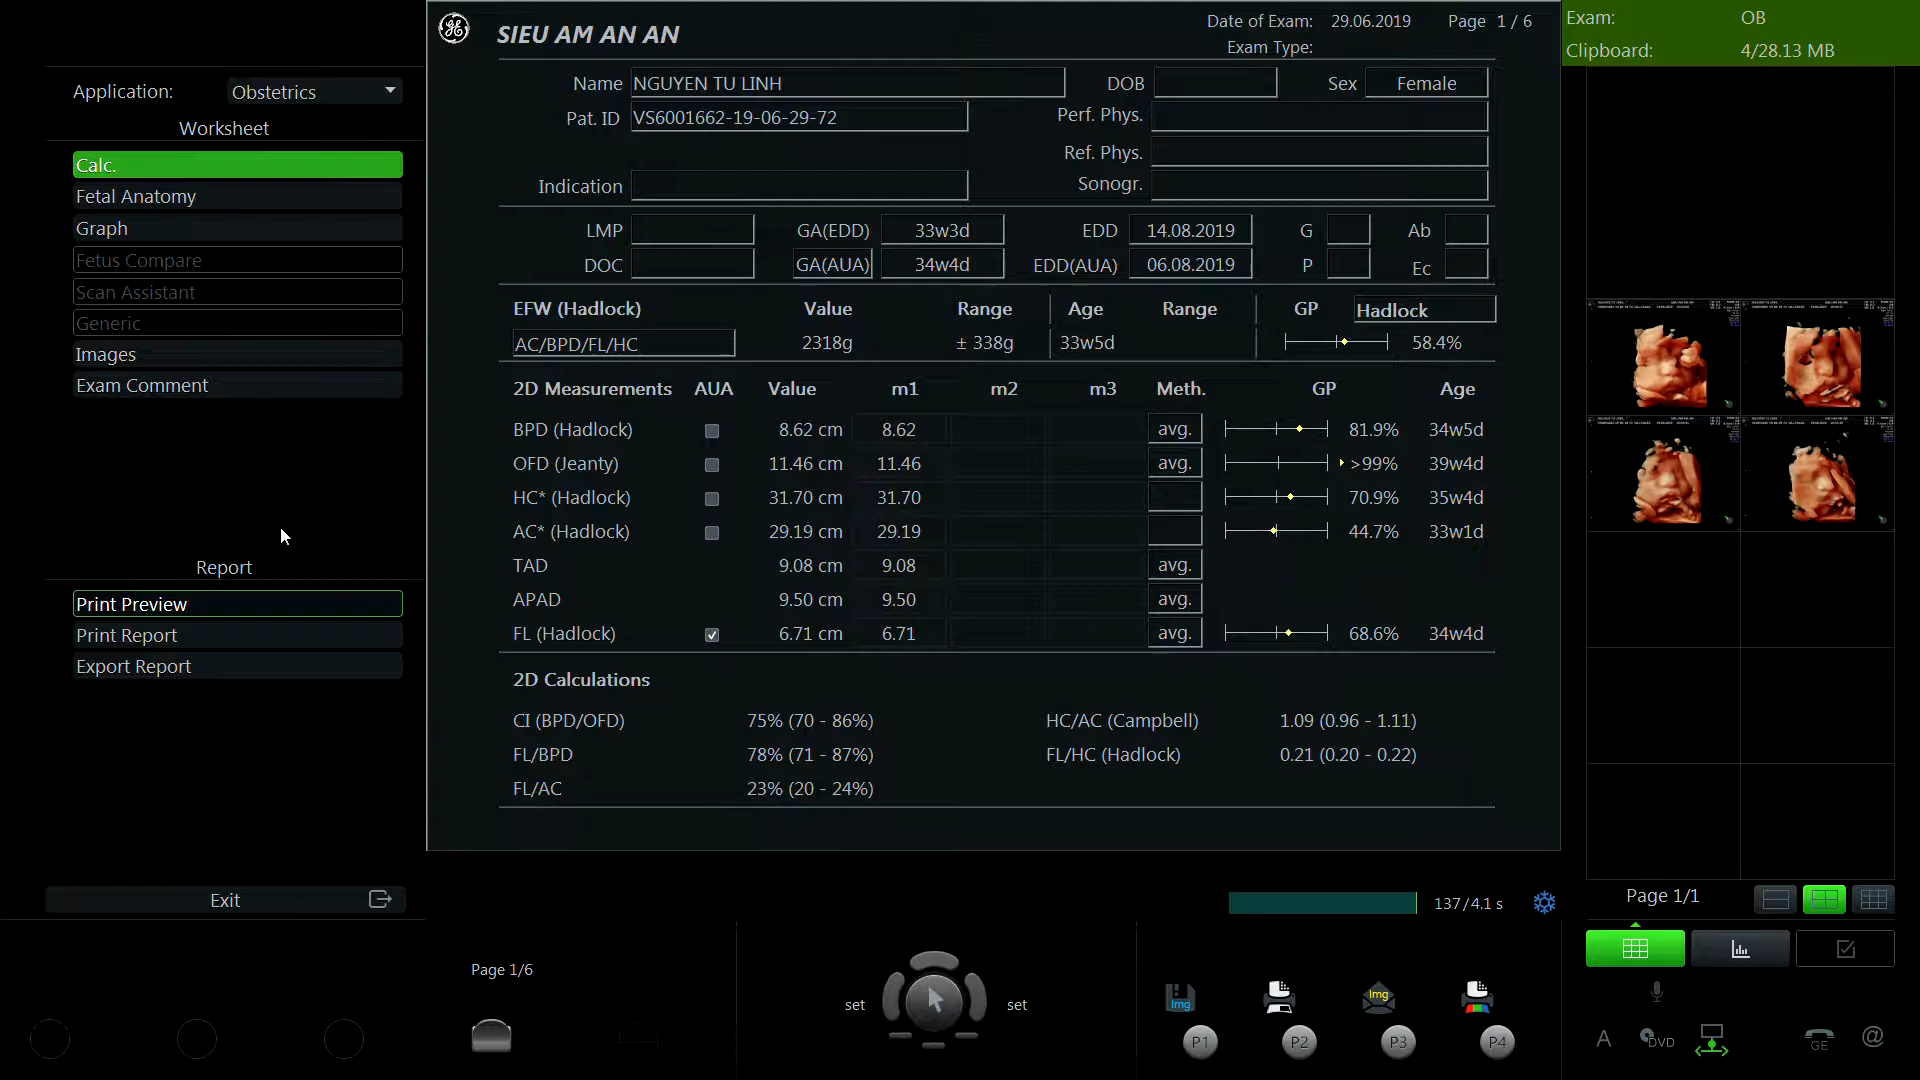 SIEU AM AN AN
Date of Exam: 29.06.2019 Page 1 / 6
Exam Type:
Exam: OB
Clipboard: 4/28.13 MB
Application: Obstetrics
Worksheet
Calc.
Fetal Anatomy
Graph
Fetus Compare
Scan Assistant
Generic
Images
Exam Comment
Report
Print Preview
Print Report
Export Report
Exit
Name NGUYEN TU LINH DOB Sex Female
Pat. ID VS6001662-19-06-29-72 Perf. Phys.
Ref. Phys.
Indication Sonogr.
LMP GA(EDD) 33w3d EDD 14.08.2019 G Ab
DOC GA(AUA) 34w4d EDD(AUA) 06.08.2019 P Ec
EFW (Hadlock) Value Range Age Range GP Hadlock
AC/BPD/FL/HC 2318g ± 338g 33w5d 58.4%
2D Measurements AUA Value m1 m2 m3 Meth. GP Age
BPD (Hadlock) 8.62 cm 8.62 avg. 81.9% 34w5d
OFD (Jeanty) 11.46 cm 11.46 avg. >99% 39w4d
HC* (Hadlock) 31.70 cm 31.70 70.9% 35w4d
AC* (Hadlock) 29.19 cm 29.19 44.7% 33w1d
TAD 9.08 cm 9.08 avg.
APAD 9.50 cm 9.50 avg.
FL (Hadlock) 6.71 cm 6.71 avg. 68.6% 34w4d
2D Calculations
CI (BPD/OFD) 75% (70 - 86%) HC/AC (Campbell) 1.09 (0.96 - 1.11)
FL/BPD 78% (71 - 87%) FL/HC (Hadlock) 0.21 (0.20 - 0.22)
FL/AC 23% (20 - 24%)
137/4.1 s
Page 1/1
Page 1/6
set set
Img Img
P1 P2 P3 P4
A DVD GE @